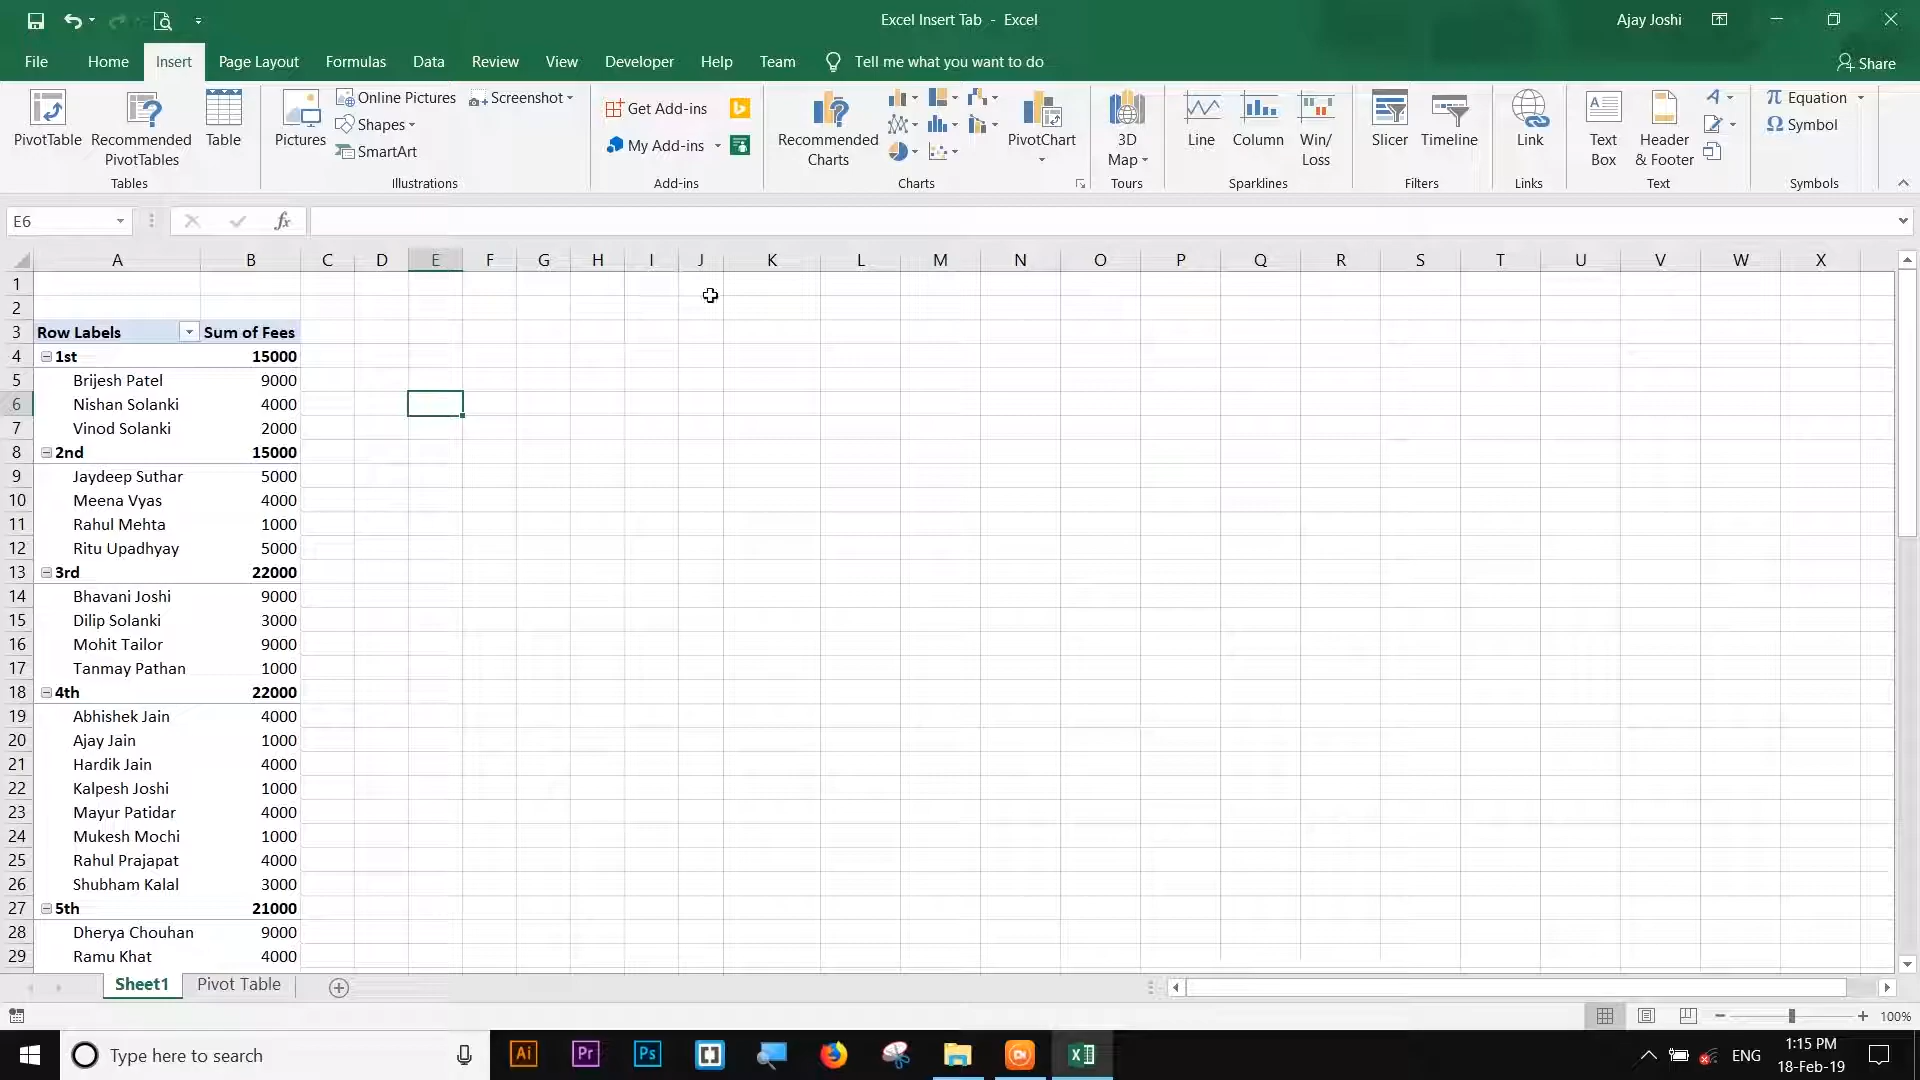 Excel Insert Tab - Excel
Ajay Joshi
File Home Insert Page Layout Formulas Data Review View Developer Help Team Tell me what you want to do Share
PivotTable
Recommended PivotTables
Table
Tables
Pictures
Online Pictures
Shapes
SmartArt
Screenshot
Illustrations
Get Add-ins
My Add-ins
Add-ins
Recommended Charts
PivotChart
Charts
3D Map
Tours
Line
Column
Win/ Loss
Sparklines
Slicer
Timeline
Filters
Link
Links
Text Box
Header & Footer
Text
π Equation
Ω Symbol
Symbols
E6
fx
A B C D E F G H I J K L M N O P Q R S T U V W X
1
2
3 Row Labels Sum of Fees
4 1st 15000
5 Brijesh Patel 9000
6 Nishan Solanki 4000
7 Vinod Solanki 2000
8 2nd 15000
9 Jaydeep Suthar 5000
10 Meena Vyas 4000
11 Rahul Mehta 1000
12 Ritu Upadhyay 5000
13 3rd 22000
14 Bhavani Joshi 9000
15 Dilip Solanki 3000
16 Mohit Tailor 9000
17 Tanmay Pathan 1000
18 4th 22000
19 Abhishek Jain 4000
20 Ajay Jain 1000
21 Hardik Jain 4000
22 Kalpesh Joshi 1000
23 Mayur Patidar 4000
24 Mukesh Mochi 1000
25 Rahul Prajapat 4000
26 Shubham Kalal 3000
27 5th 21000
28 Dherya Chouhan 9000
29 Ramu Khat 4000
Sheet1 Pivot Table
100%
Type here to search
Ai Pr Ps
ENG
1:15 PM
18-Feb-19